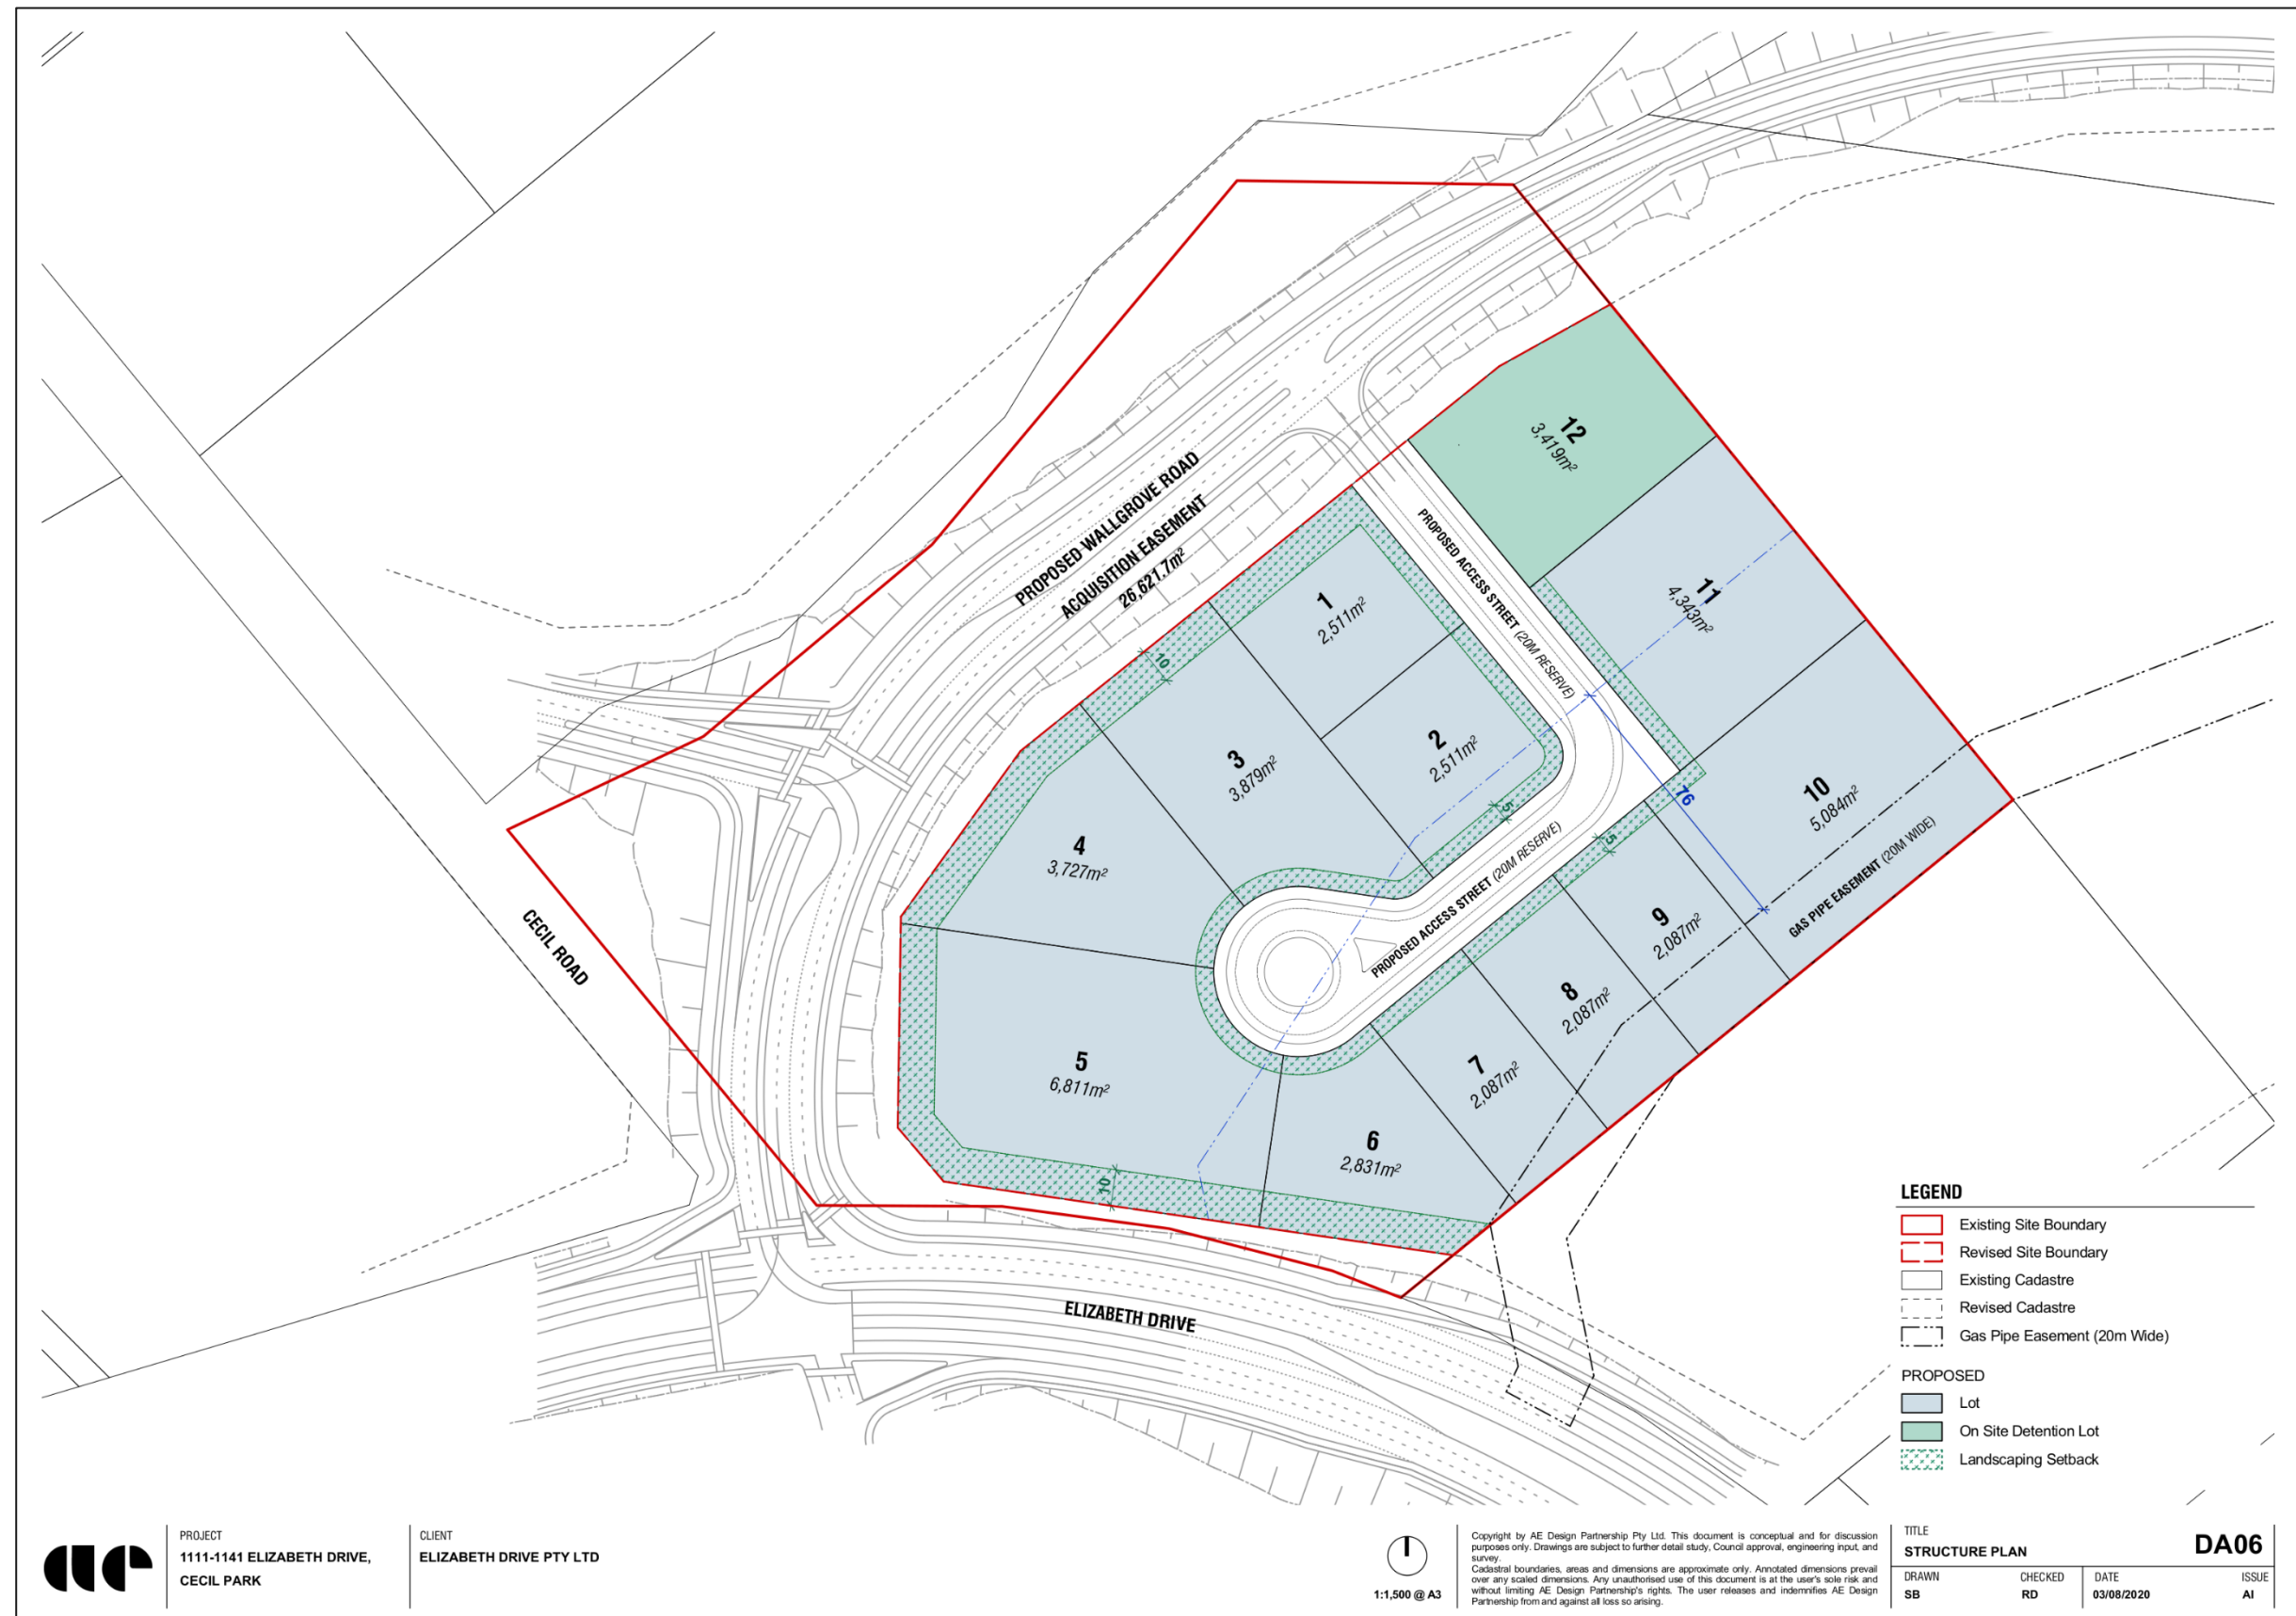 PROPOSED WALLGROVE ROAD
ACQUISITION EASEMENT
26,621.7m²
12
3,419m²
PROPOSED ACCESS STREET (20M RESERVE)
11
4,343m²
1
2,511m²
10
2
2,511m²
3
3,879m²
76
10
5,084m²
5
5
4
3,727m²
PROPOSED ACCESS STREET (20M RESERVE)
GAS PIPE EASEMENT (20M WIDE)
9
2,087m²
8
2,087m²
7
2,087m²
CECIL ROAD
5
6,811m²
6
2,831m²
10
ELIZABETH DRIVE
LEGEND
Existing Site Boundary
Revised Site Boundary
Existing Cadastre
Revised Cadastre
Gas Pipe Easement (20m Wide)
PROPOSED
Lot
On Site Detention Lot
Landscaping Setback
ae
PROJECT
1111-1141 ELIZABETH DRIVE,
CECIL PARK
CLIENT
ELIZABETH DRIVE PTY LTD
1:1,500 @ A3
Copyright by AE Design Partnership Pty Ltd. This document is conceptual and for discussion
purposes only. Drawings are subject to further detail study, Council approval, engineering input, and
survey.
Cadastral boundaries, areas and dimensions are approximate only. Annotated dimensions prevail
over any scaled dimensions. Any unauthorised use of this document is at the user's sole risk and
without limiting AE Design Partnership's rights. The user releases and indemnifies AE Design
Partnership from and against all loss so arising.
TITLE
STRUCTURE PLAN
DA06
DRAWN
SB
CHECKED
RD
DATE
03/08/2020
ISSUE
AI